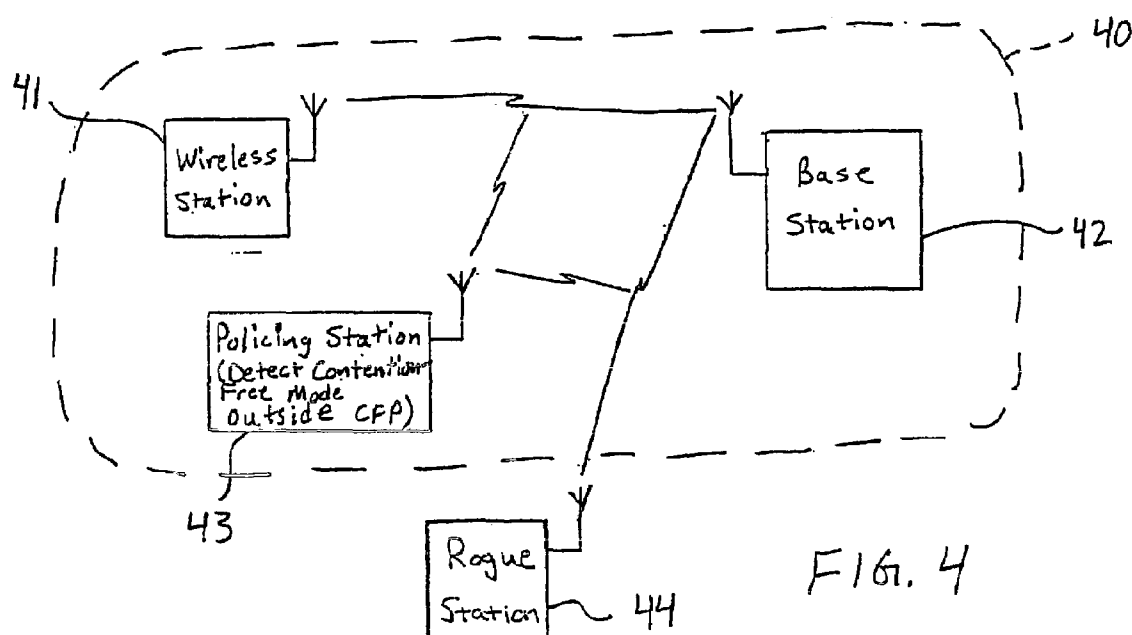 40
41
Wireless
Station
Base
Station
42
Policing Station
(Detect Contention
Free Mode
outside CFP)
43
Rogue
Station
44
FIG. 4